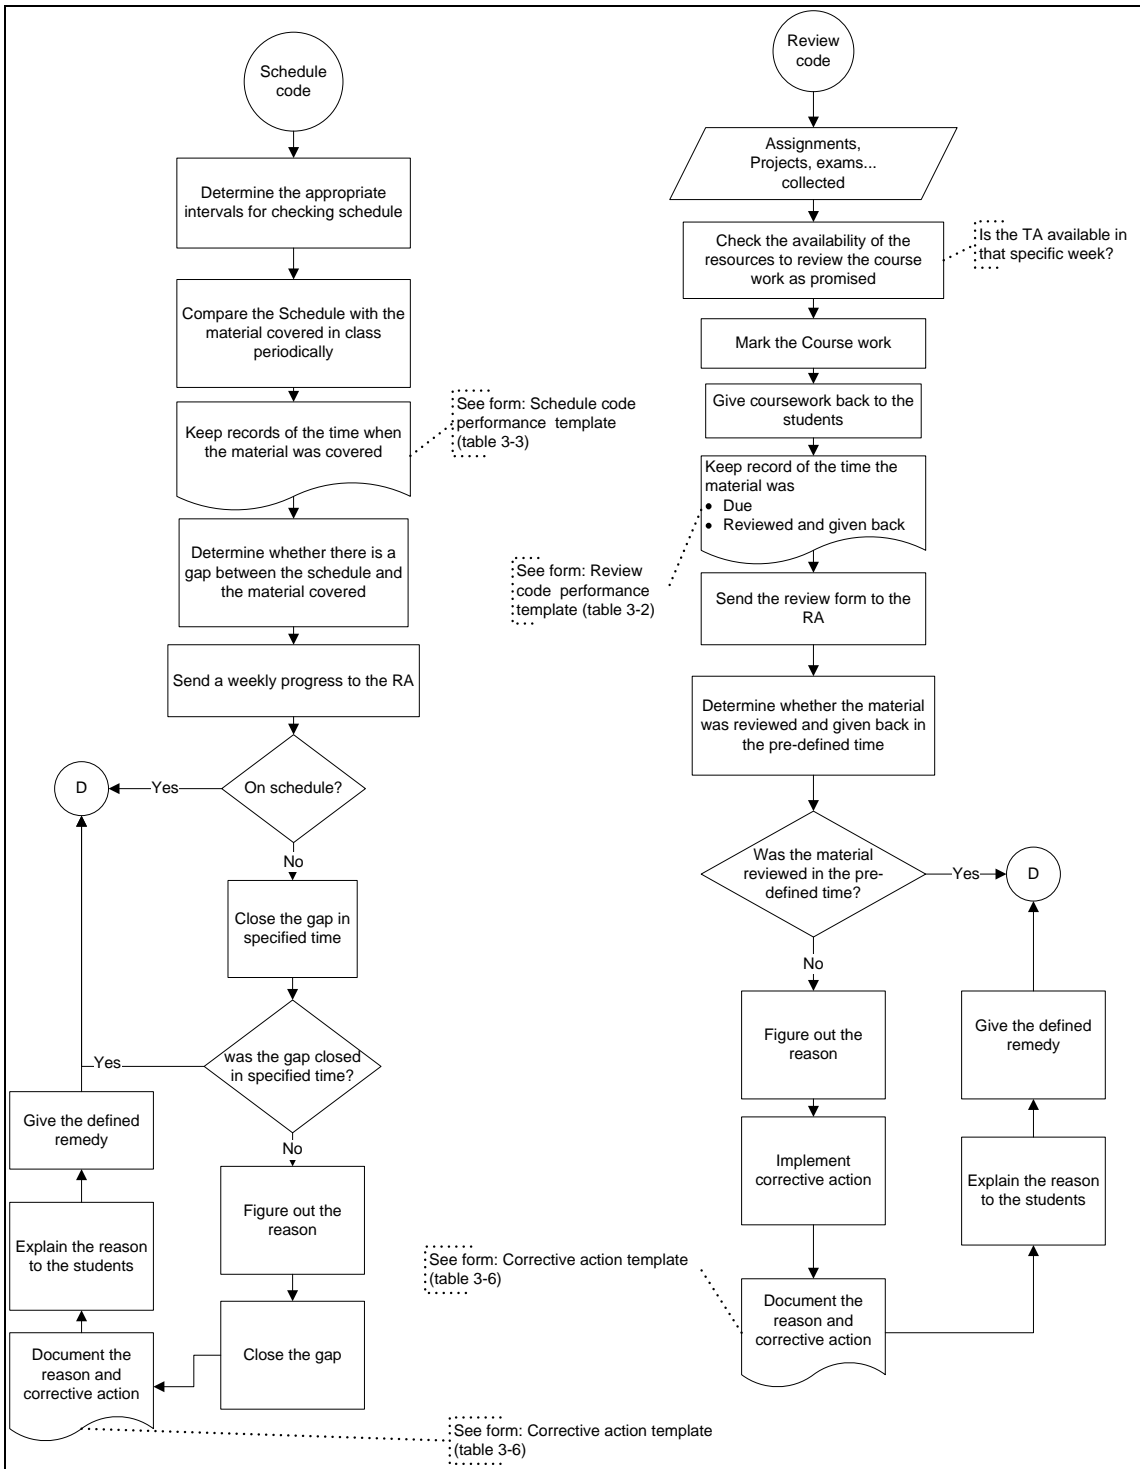 Schedule
code
Determine the appropriate
intervals for checking schedule
Compare the Schedule with the
material covered in class
periodically
Keep records of the time when
the material was covered
See form: Schedule code
performance template
(table 3-3)
Determine whether there is a
gap between the schedule and
the material covered
Send a weekly progress to the RA
On schedule?
Yes
D
No
Close the gap in
specified time
was the gap closed
in specified time?
Yes
No
Figure out the
reason
Close the gap
Document the
reason and
corrective action
See form: Corrective action template
(table 3-6)
Explain the reason
to the students
Give the defined
remedy
Review
code
Assignments,
Projects, exams...
collected
Check the availability of the
resources to review the course
work as promised
Is the TA available in
that specific week?
Mark the Course work
Give coursework back to the
students
Keep record of the time the
material was
• Due
• Reviewed and given back
See form: Review
code performance
template (table 3-2)
Send the review form to the
RA
Determine whether the material
was reviewed and given back in
the pre-defined time
Was the material
reviewed in the pre-
defined time?
Yes
D
No
Figure out the
reason
Implement
corrective action
Document the
reason and
corrective action
See form: Corrective action template
(table 3-6)
Explain the reason
to the students
Give the defined
remedy